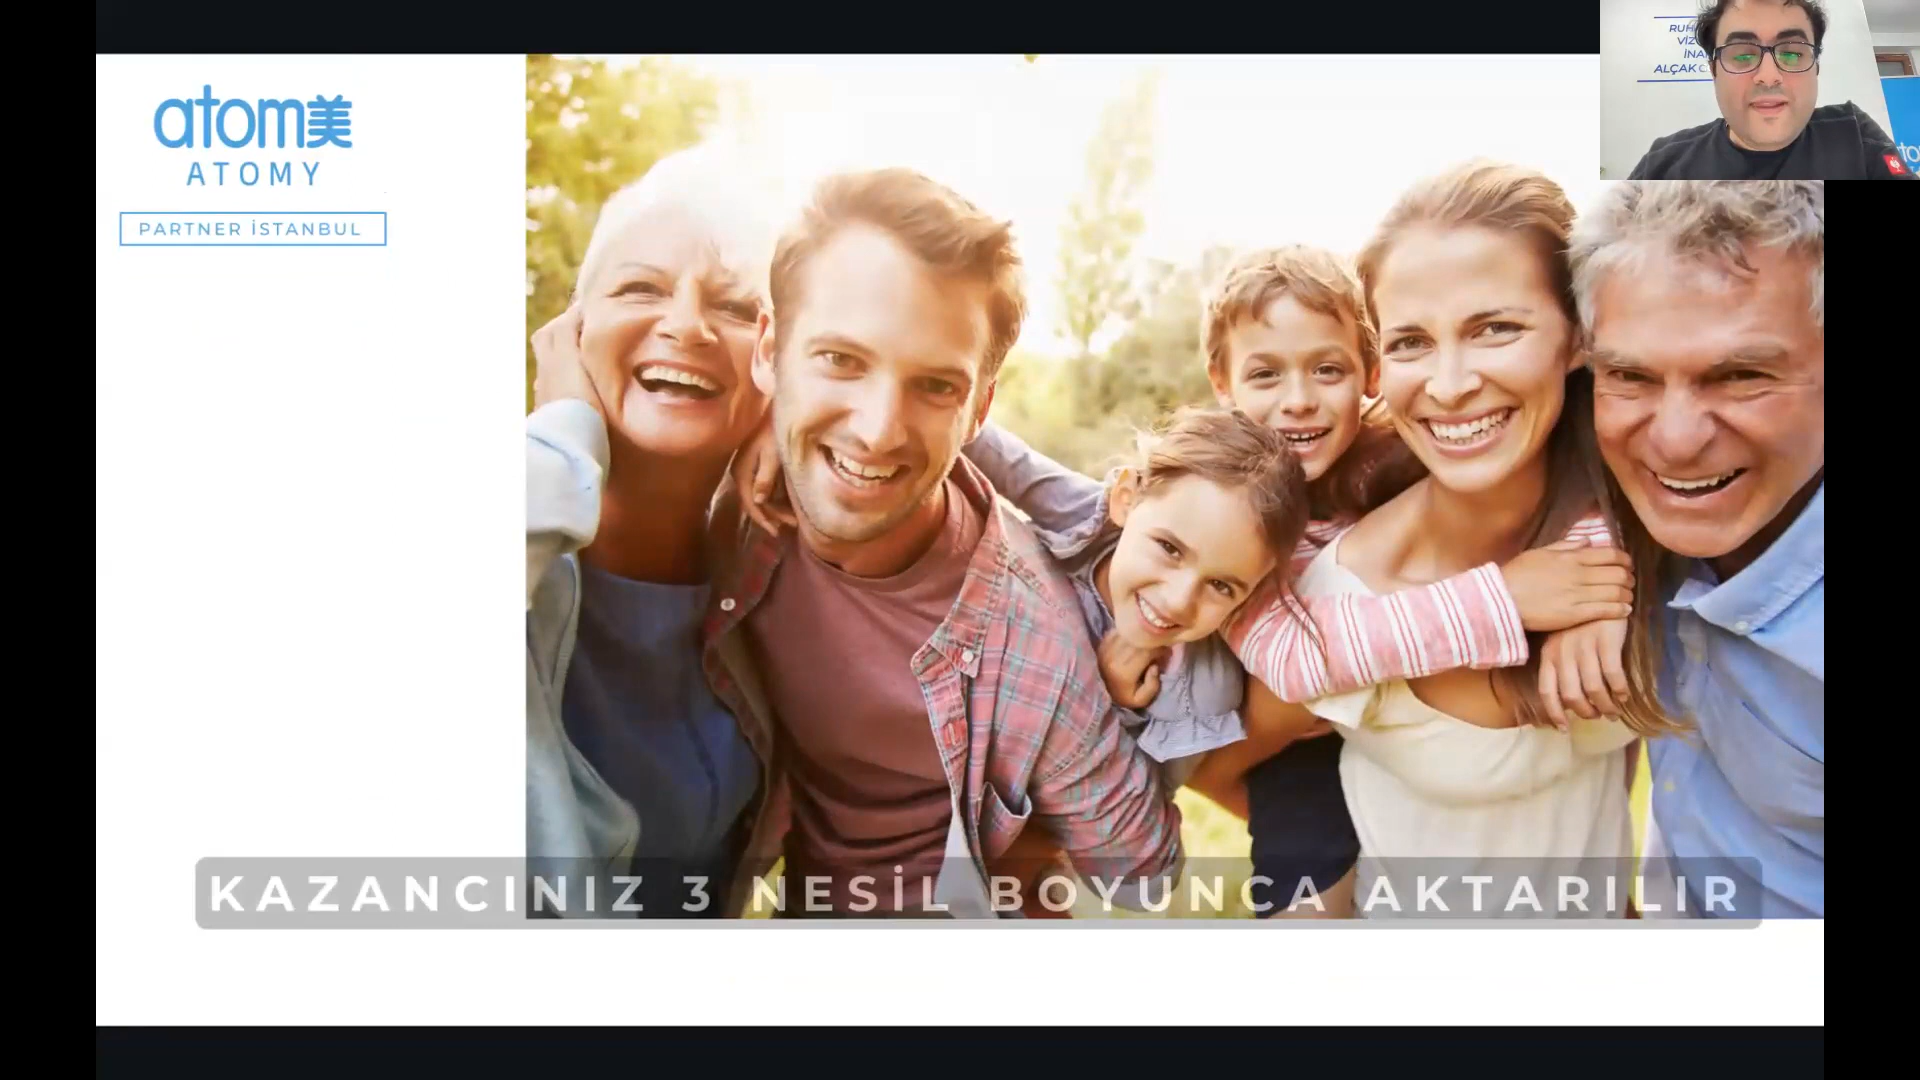 atom美
ATOMY
PARTNER İSTANBUL
KAZANCINIZ 3 NESİL BOYUNCA AKTARILIR